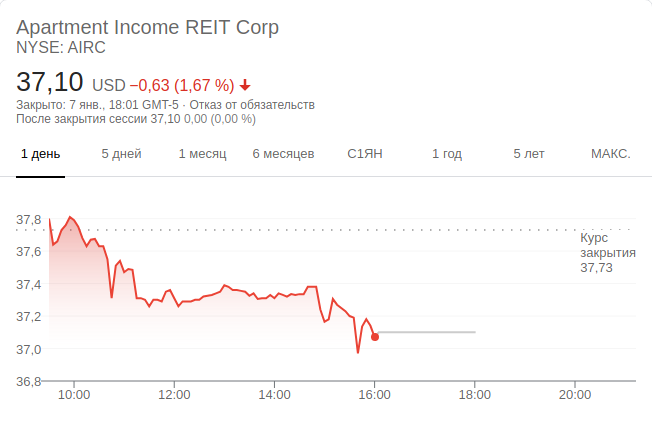 Apartment Income REIT Corp
NYSE: AIRC
37,10 USD −0,63 (1,67 %)
Закрыто: 7 янв., 18:01 GMT-5 · Отказ от обязательств
После закрытия сессии 37,10 0,00 (0,00 %)
1 день 5 дней 1 месяц 6 месяцев С1ЯН 1 год 5 лет МАКС.
37,8
Курс
закрытия
37,73
37,6
37,4
37,2
37,0
36,8
10:00 12:00 14:00 16:00 18:00 20:00